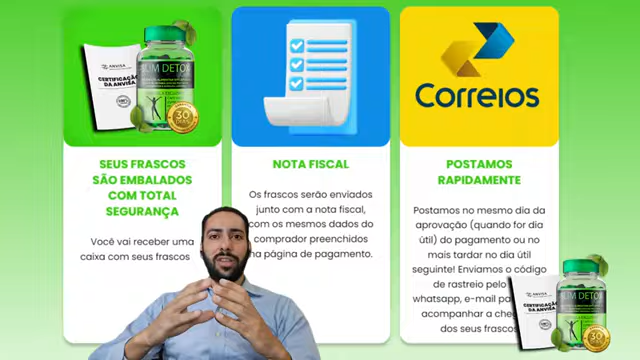 ANVISA
CERTIFICAÇÃO
DA ANVISA
SLIM DETOX
30
DIAS
SEUS FRASCOS
SÃO EMBALADOS
COM TOTAL
SEGURANÇA
Você vai receber uma
caixa com seus frascos
NOTA FISCAL
Os frascos serão enviados
junto com a nota fiscal,
com os mesmos dados do
comprador preenchidos
na página de pagamento.
Correios
POSTAMOS
RAPIDAMENTE
Postamos no mesmo dia da
aprovação (quando for dia
útil) do pagamento ou no
mais tardar no dia útil
seguinte! Enviamos o código
de rastreio pelo
whatsapp, e-mail
acompanhar a
dos seus frascos
ANVISA
CERTIFICAÇÃO
DA ANVISA
30